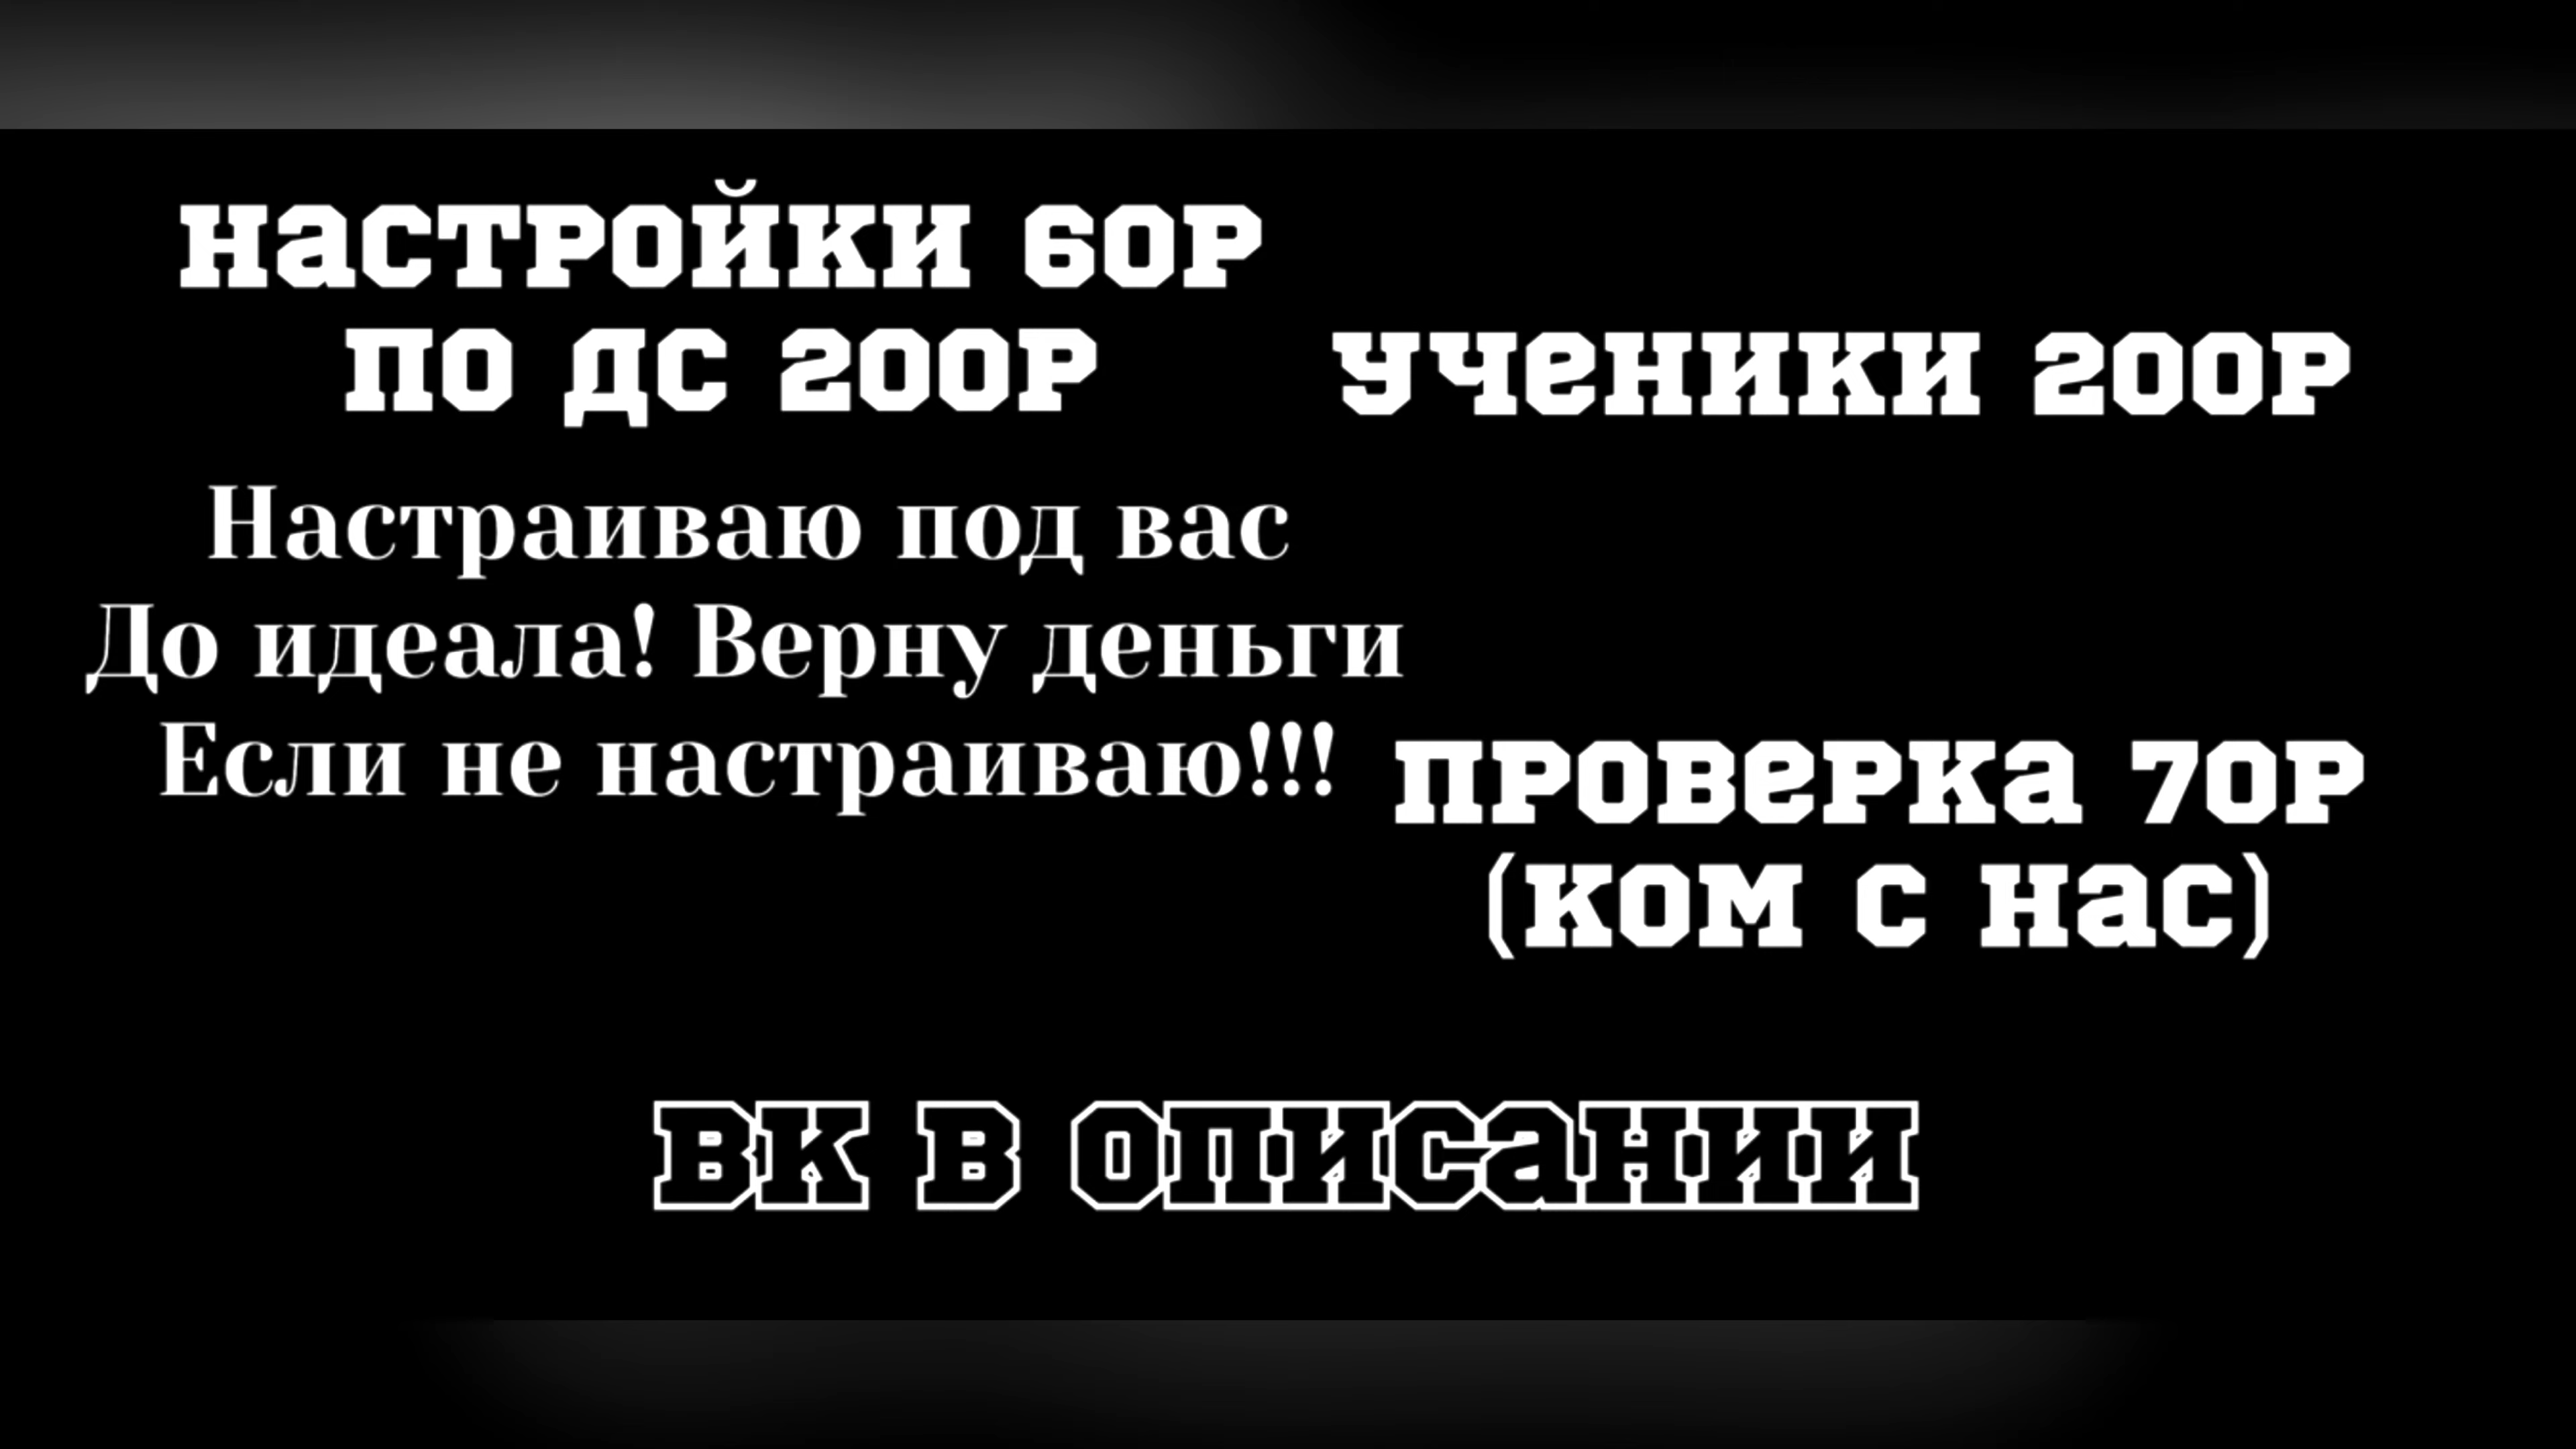 настройки 60р
по дс 200р
ученики 200р
Настраиваю под вас
До идеала! Верну деньги
Если не настраиваю!!!
проверка 70р
(ком с нас)
вк в описании